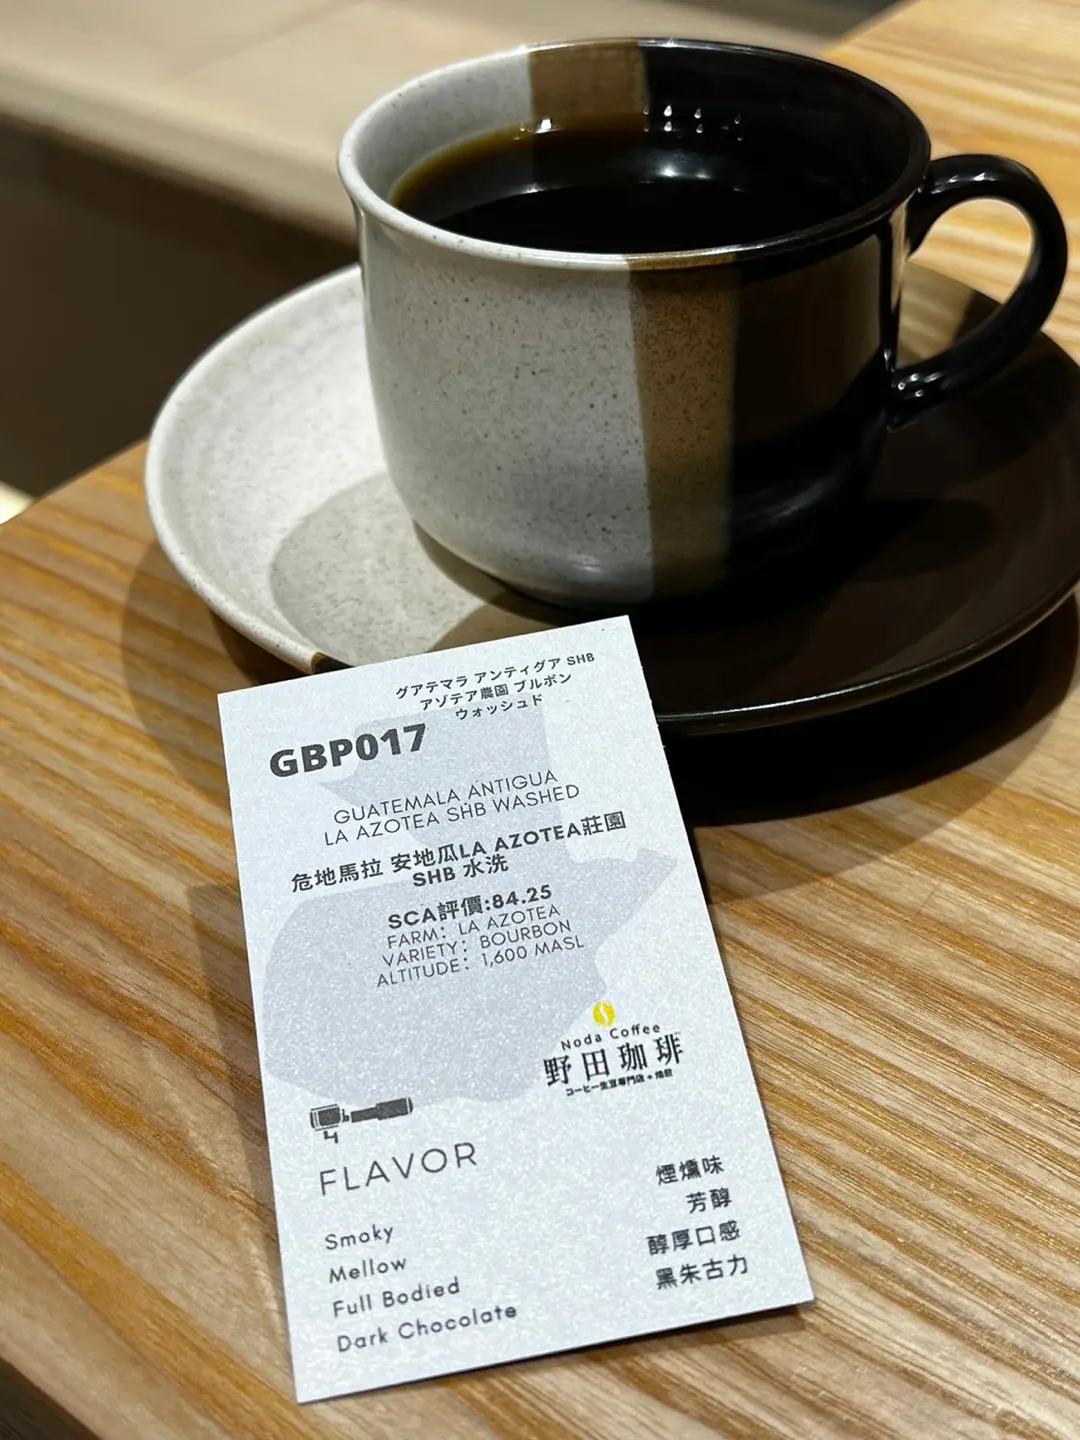 グアテマラ アンティグア SHB
アゾテア農園 ブルボン
ウォッシュド
GBP017
GUATEMALA ANTIGUA
LA AZOTEA SHB WASHED
危地馬拉 安地瓜LA AZOTEA莊園
SHB 水洗
SCA評價:84.25
FARM: LA AZOTEA
VARIETY: BOURBON
ALTITUDE: 1,600 MASL
Noda Coffee
野田珈琲
コーヒー生豆専門店＋焙煎
FLAVOR
Smoky
Mellow
Full Bodied
Dark Chocolate
煙燻味
芳醇
醇厚口感
黑朱古力